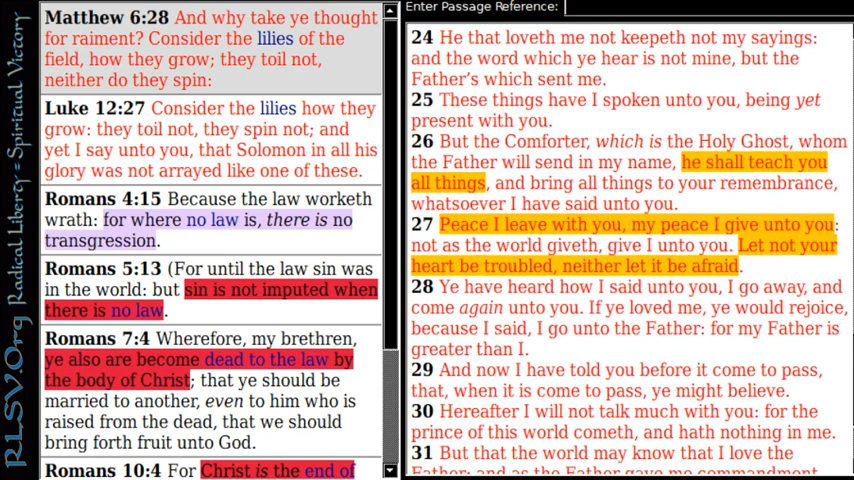 RLSV.Org Radical Liberty = Spiritual Victory
Matthew 6:28 And why take ye thought
for raiment? Consider the lilies of the
field, how they grow; they toil not,
neither do they spin:
Luke 12:27 Consider the lilies how they
grow: they toil not, they spin not; and
yet I say unto you, that Solomon in all his
glory was not arrayed like one of these.
Romans 4:15 Because the law worketh
wrath: for where no law is, there is no
transgression.
Romans 5:13 (For until the law sin was
in the world: but sin is not imputed when
there is no law.
Romans 7:4 Wherefore, my brethren,
ye also are become dead to the law by
the body of Christ; that ye should be
married to another, even to him who is
raised from the dead, that we should
bring forth fruit unto God.
Romans 10:4 For Christ is the end of
Enter Passage Reference:
24 He that loveth me not keepeth not my sayings:
and the word which ye hear is not mine, but the
Father's which sent me.
25 These things have I spoken unto you, being yet
present with you.
26 But the Comforter, which is the Holy Ghost, whom
the Father will send in my name, he shall teach you
all things, and bring all things to your remembrance,
whatsoever I have said unto you.
27 Peace I leave with you, my peace I give unto you:
not as the world giveth, give I unto you. Let not your
heart be troubled, neither let it be afraid.
28 Ye have heard how I said unto you, I go away, and
come again unto you. If ye loved me, ye would rejoice,
because I said, I go unto the Father: for my Father is
greater than I.
29 And now I have told you before it come to pass,
that, when it is come to pass, ye might believe.
30 Hereafter I will not talk much with you: for the
prince of this world cometh, and hath nothing in me.
31 But that the world may know that I love the
Father; and as the Father gave me commandment